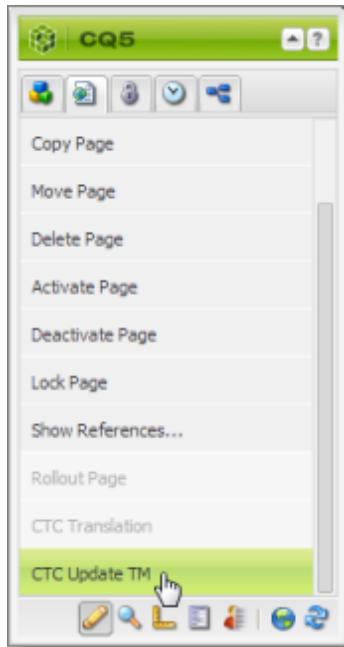 CQ5
?
Copy Page
Move Page
Delete Page
Activate Page
Deactivate Page
Lock Page
Show References...
Rollout Page
CTC Translation
CTC Update TM